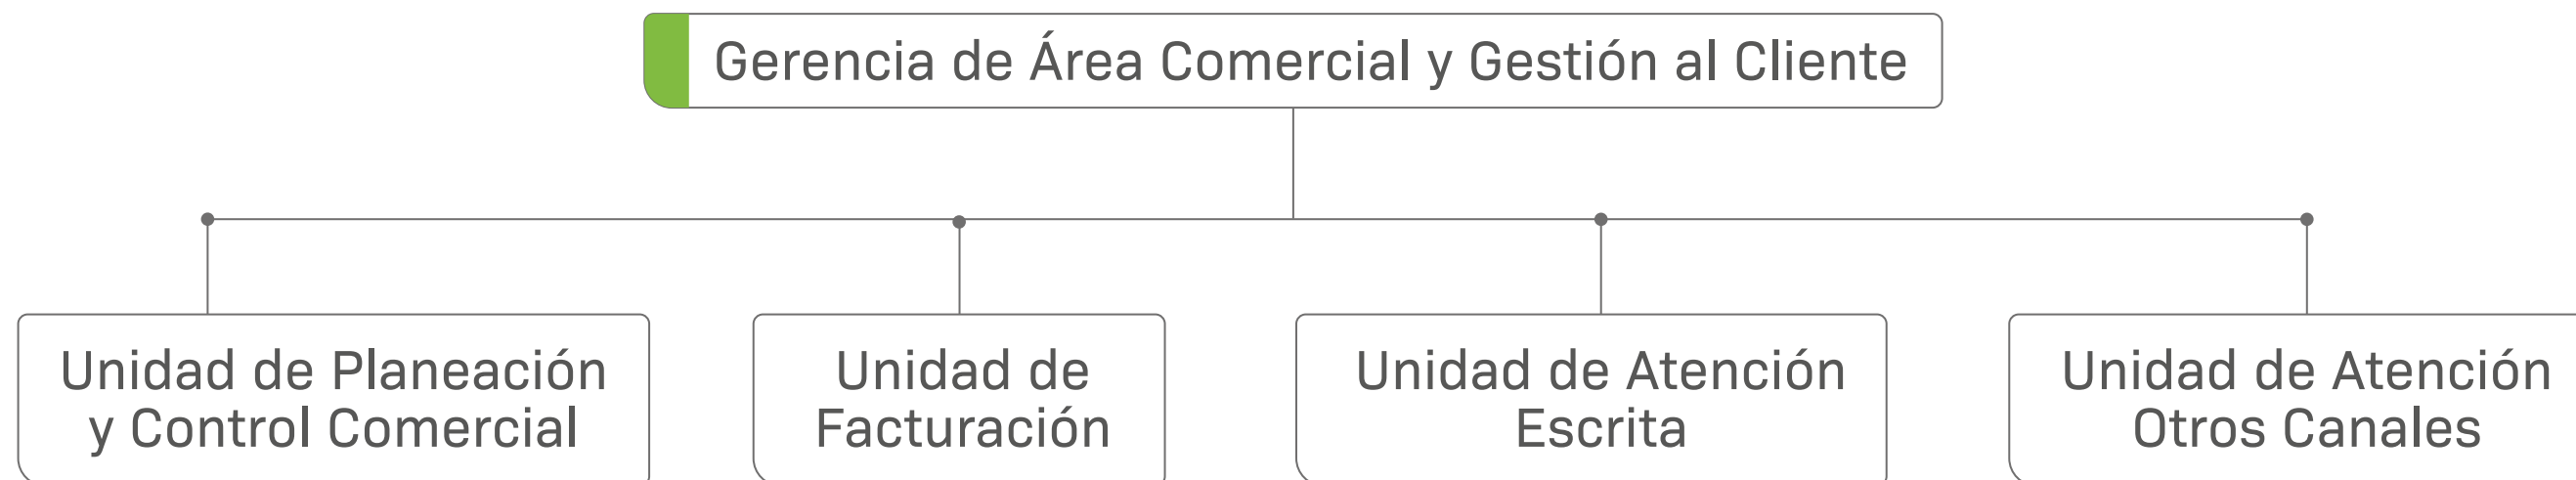 Gerencia de Área Comercial y Gestión al Cliente
Unidad de Planeación
y Control Comercial
Unidad de
Facturación
Unidad de Atención
Escrita
Unidad de Atención
Otros Canales